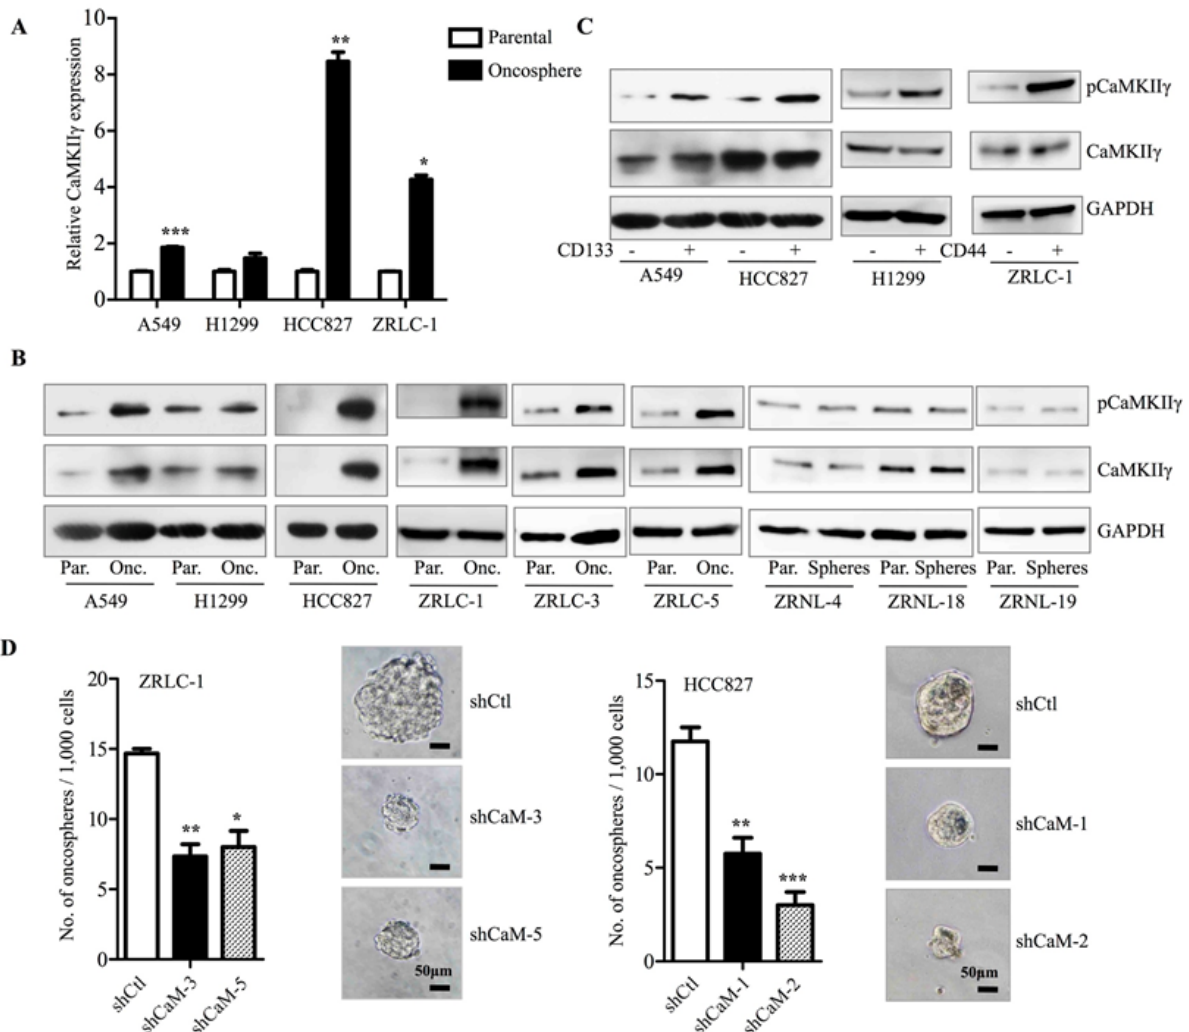 A
Relative CaMKIIγ expression
10
8
6
4
2
0
***
**
*
A549 H1299 HCC827 ZRLC-1
Parental
Oncosphere
C
pCaMKIIγ
CaMKIIγ
GAPDH
CD133 - + - + - + CD44 - +
A549 HCC827 H1299 ZRLC-1
B
pCaMKIIγ
CaMKIIγ
GAPDH
Par. Onc. Par. Onc. Par. Onc. Par. Onc. Par. Onc. Par. Onc. Par. Spheres Par. Spheres Par. Spheres
A549 H1299 HCC827 ZRLC-1 ZRLC-3 ZRLC-5 ZRNL-4 ZRNL-18 ZRNL-19
D
No. of oncospheres / 1,000 cells
20
15
10
5
0
ZRLC-1
**
*
shCtl
shCaM-3
shCaM-5
shCtl
shCaM-3
shCaM-5
50µm
No. of oncospheres / 1,000 cells
15
10
5
0
HCC827
**
***
shCtl
shCaM-1
shCaM-2
shCtl
shCaM-1
shCaM-2
50µm